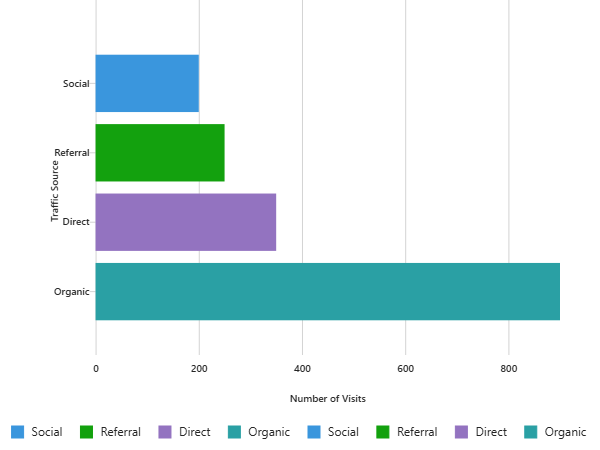 Social
Referral
Traffic Source
Direct
Organic
0 200 400 600 800
Number of Visits
Social Referral Direct Organic Social Referral Direct Organic